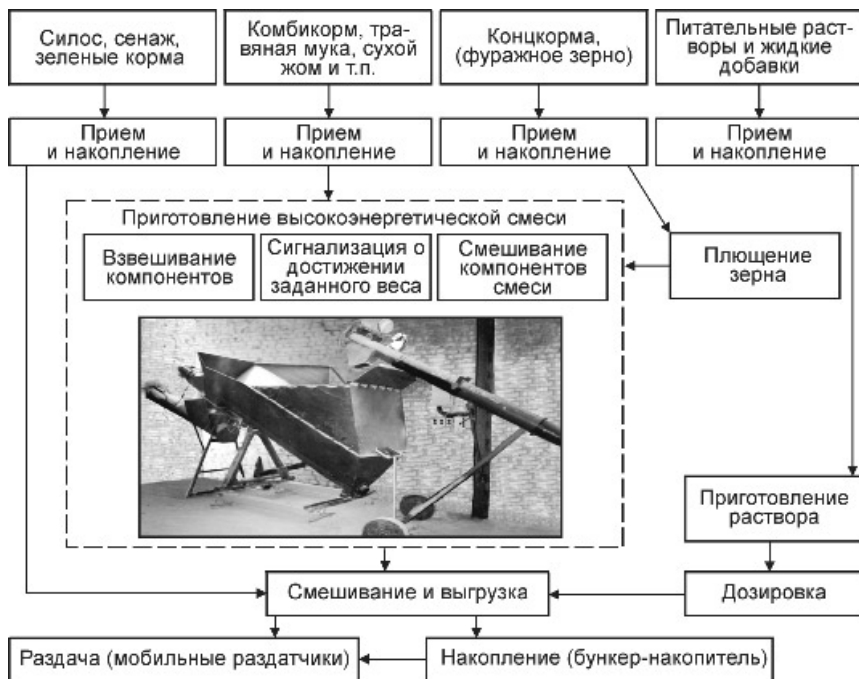 Силос, сенаж,
зеленые корма
Комбикорм, тра-
вяная мука, сухой
жом и т.п.
Концкорма,
(фуражное зерно)
Питательные раст-
воры и жидкие
добавки
Прием
и накопление
Прием
и накопление
Прием
и накопление
Прием
и накопление
Приготовление высокоэнергетической смеси
Взвешивание
компонентов
Сигнализация о
достижении
заданного веса
Смешивание
компонентов
смеси
Плющение
зерна
Приготовление
раствора
Смешивание и выгрузка
Дозировка
Раздача (мобильные раздатчики)
Накопление (бункер-накопитель)